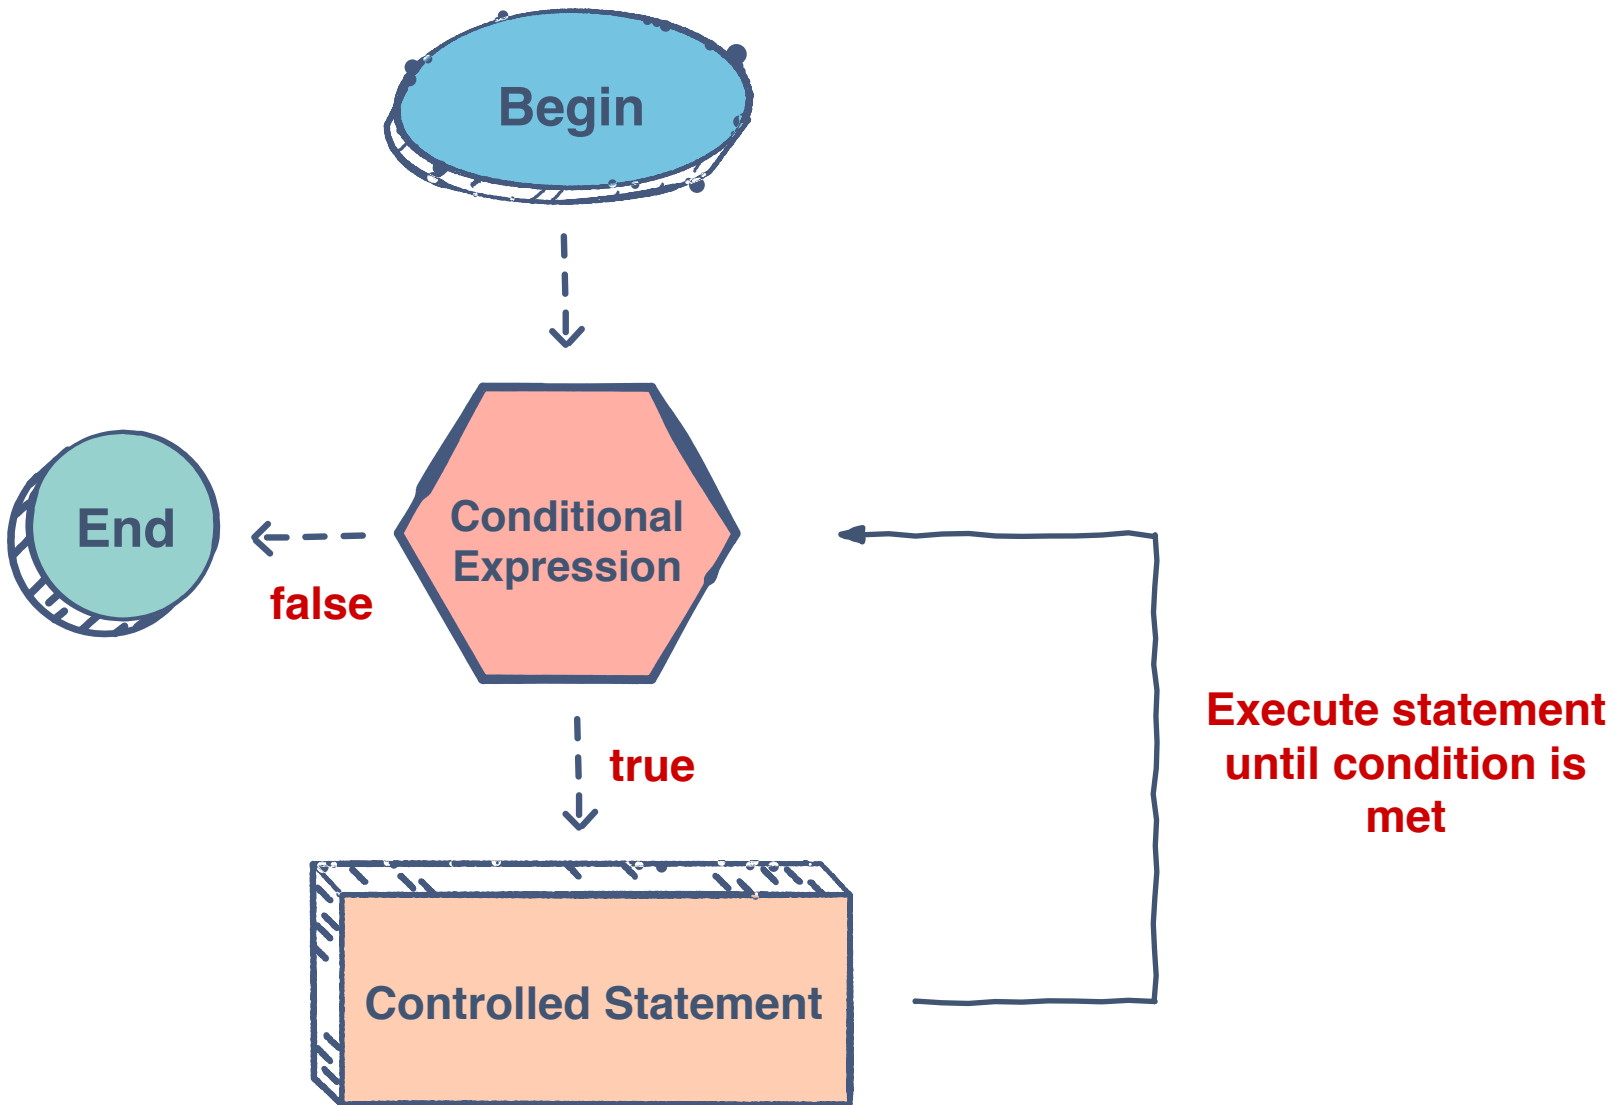 Begin
Conditional
Expression
End
false
true
Execute statement
until condition is
met
Controlled Statement